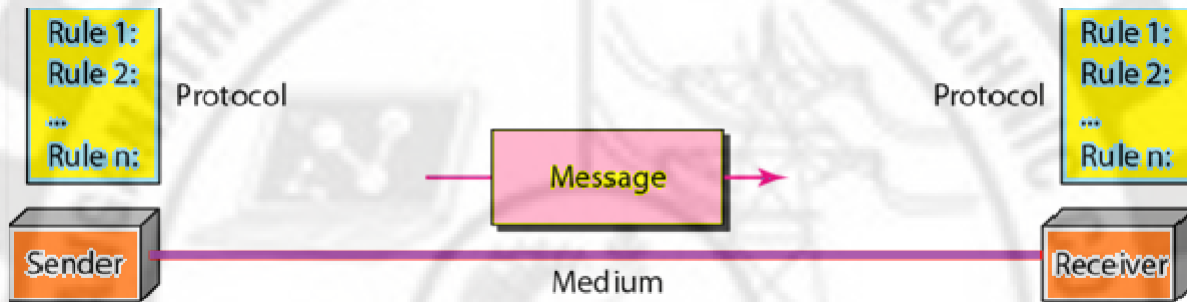 Rule 1:
Rule 2:
...
Rule n:
Protocol
Message
Protocol
Rule 1:
Rule 2:
...
Rule n:
Sender
Medium
Receiver